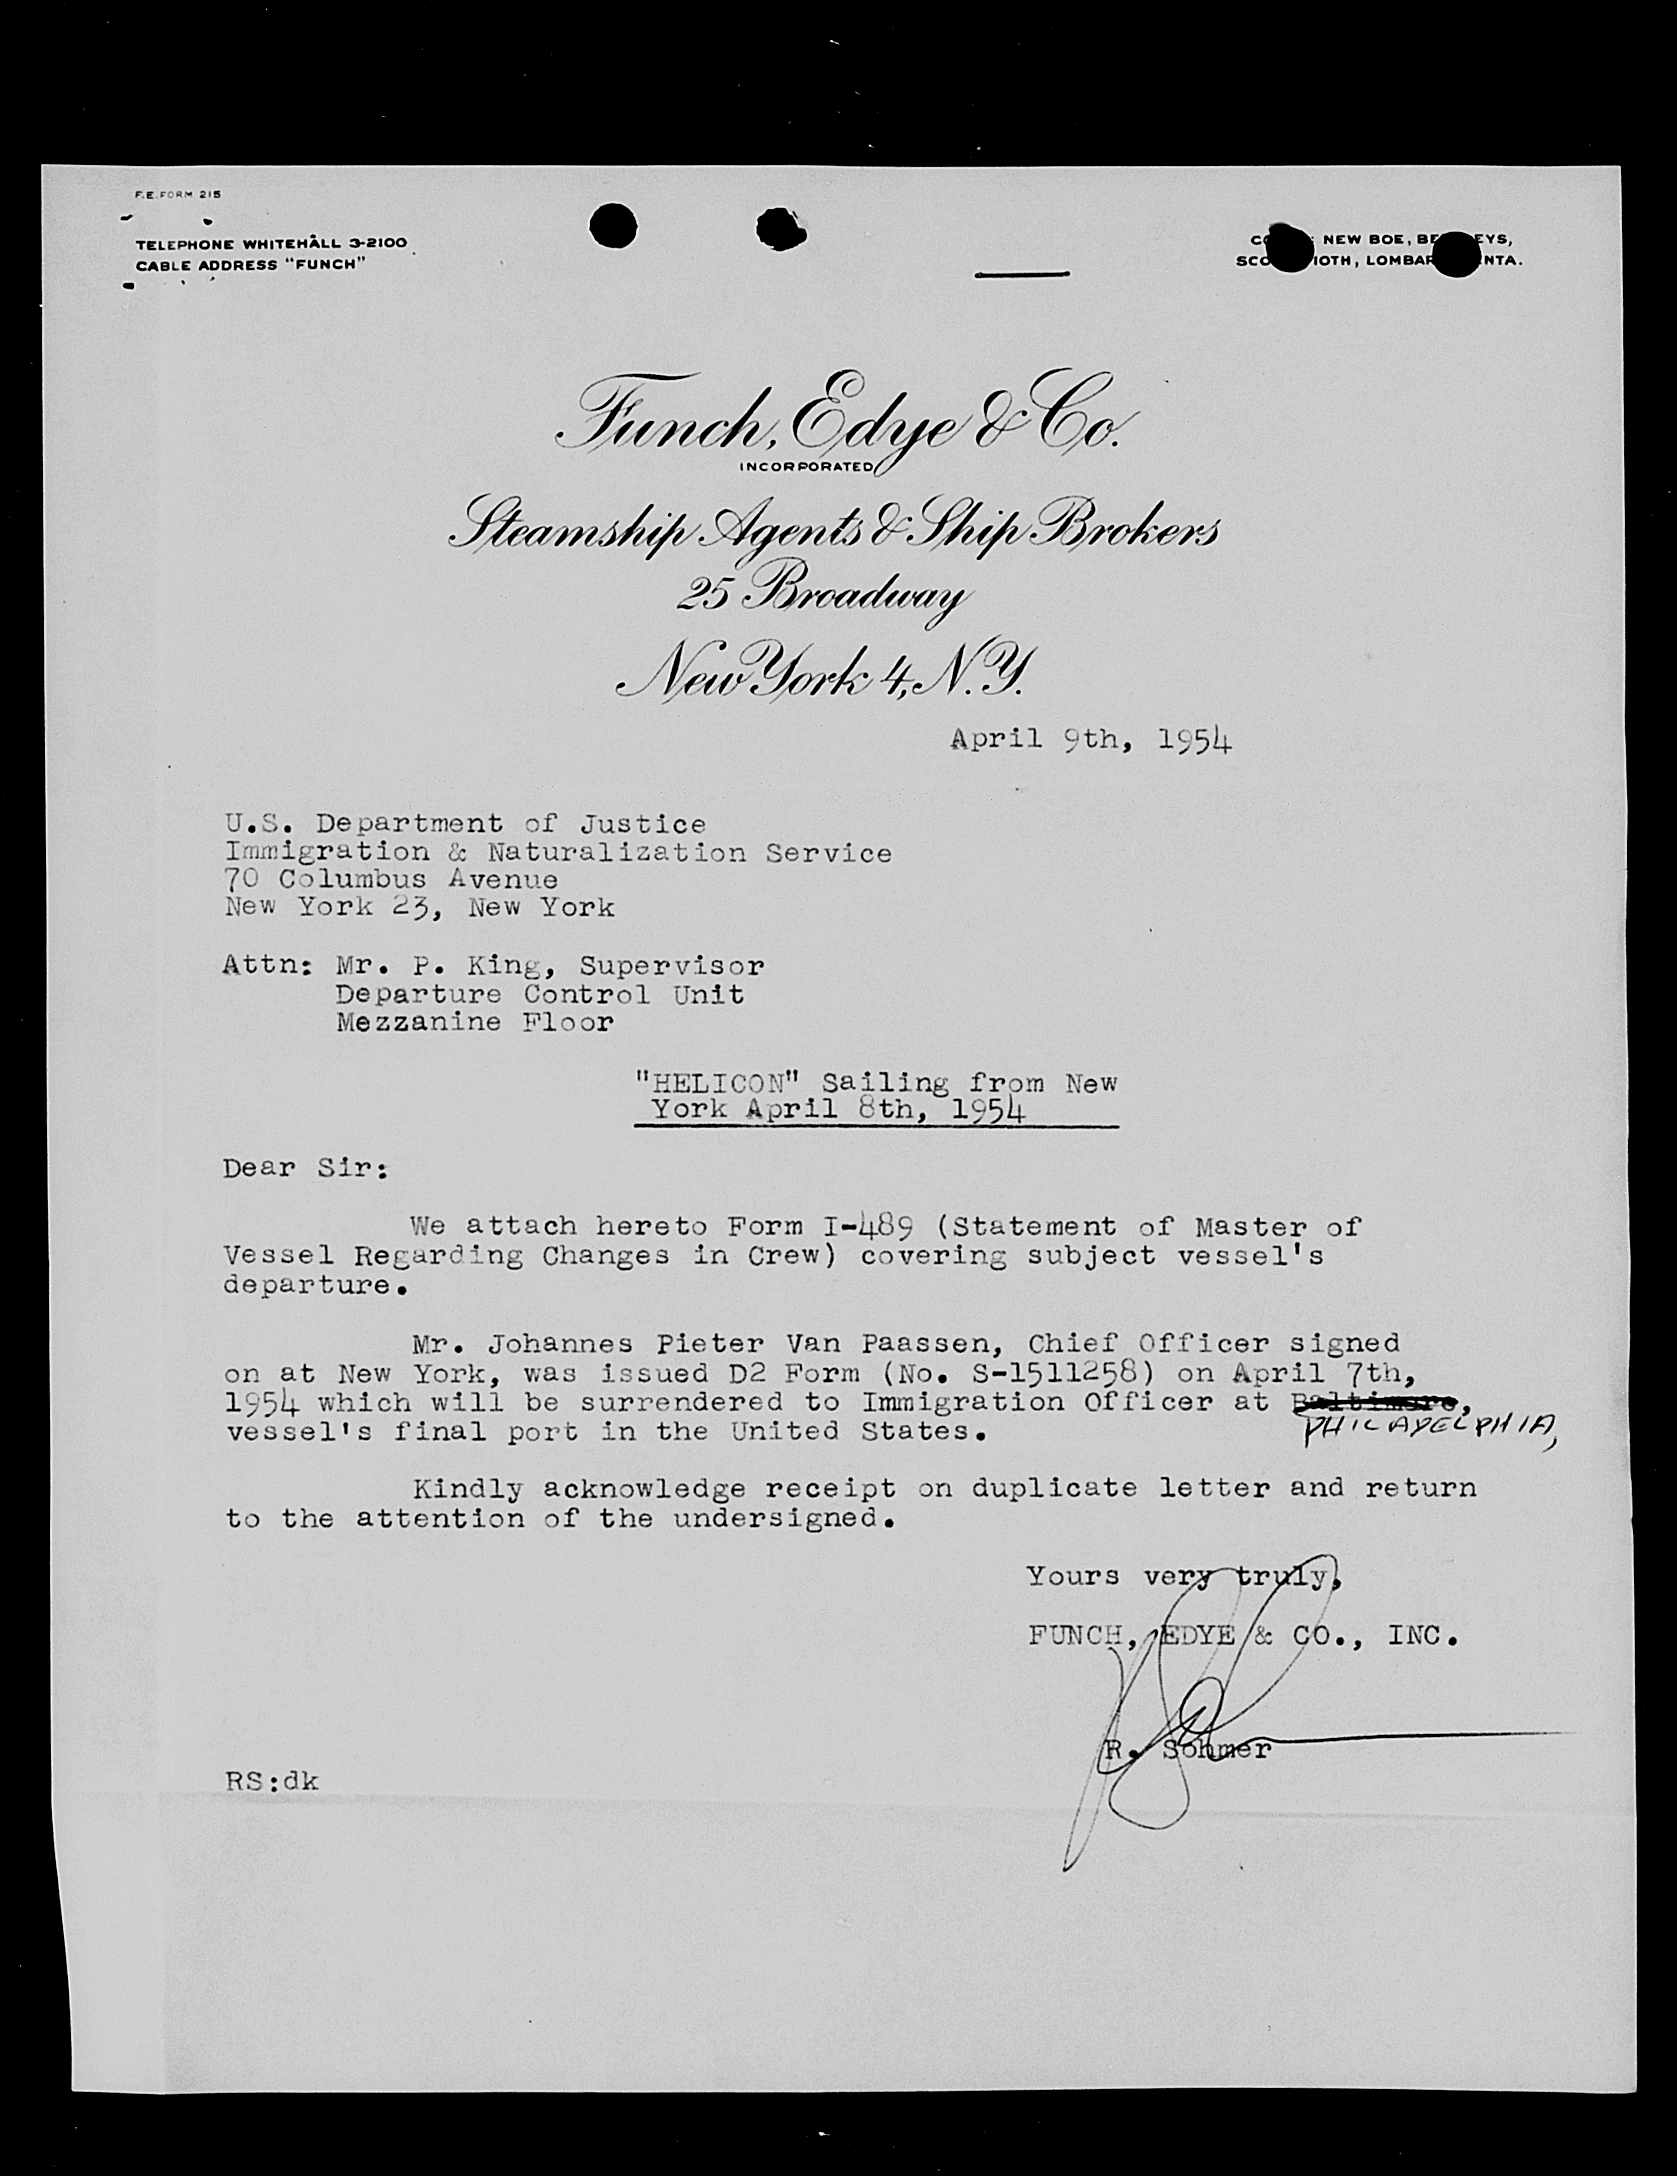 F.E.FORM 215
TELEPHONE WHITEHALL 3-2100
CABLE ADDRESS "FUNCH"
NEW BOE,
LOMBAR
Funch, Edye & Co.
INCORPORATED
Steamship Agents & Ship Brokers
25 Broadway
New York 4, N.Y.
April 9th, 1954
U.S. Department of Justice
Immigration & Naturalization Service
70 Columbus Avenue
New York 23, New York
Attn: Mr. P. King, Supervisor
Departure Control Unit
Mezzanine Floor
"HELICON" Sailing from New
York April 8th, 1954
Dear Sir:
We attach hereto Form I-489 (Statement of Master of
Vessel Regarding Changes in Crew) covering subject vessel's
departure.
Mr. Johannes Pieter Van Paassen, Chief Officer signed
on at New York, was issued D2 Form (No. S-1511258) on April 7th,
1954 which will be surrendered to Immigration Officer at Baltimore,
PHILADELPHIA,
vessel's final port in the United States.
Kindly acknowledge receipt on duplicate letter and return
to the attention of the undersigned.
Yours very truly,
FUNCH, EDYE & CO., INC.
R. Sohmer
RS:dk